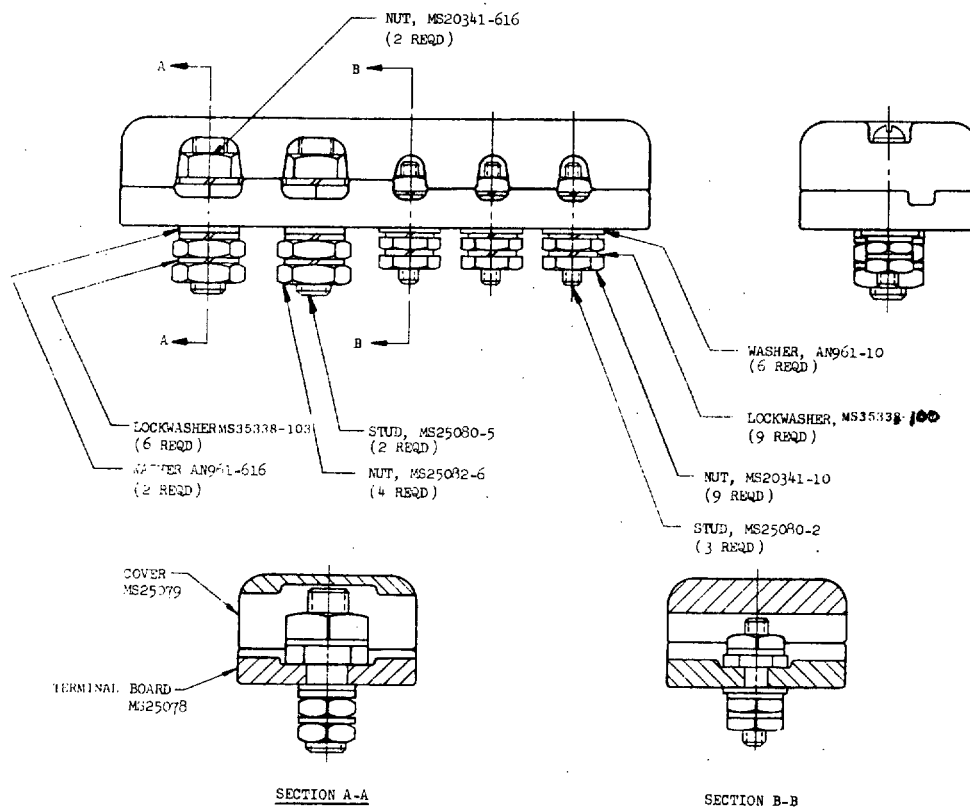 NUT, MS20341-616
(2 REQD)
A
B
A
B
WASHER, AN961-10
(6 REQD)
LOCKWASHER MS35338-103
(6 REQD)
STUD, MS25080-5
(2 REQD)
LOCKWASHER, MS35338-100
(9 REQD)
WASHER AN961-616
(2 REQD)
NUT, MS25082-6
(4 REQD)
NUT, MS20341-10
(9 REQD)
STUD, MS25080-2
(3 REQD)
COVER
MS25079
TERMINAL BOARD
MS25078
SECTION A-A
SECTION B-B